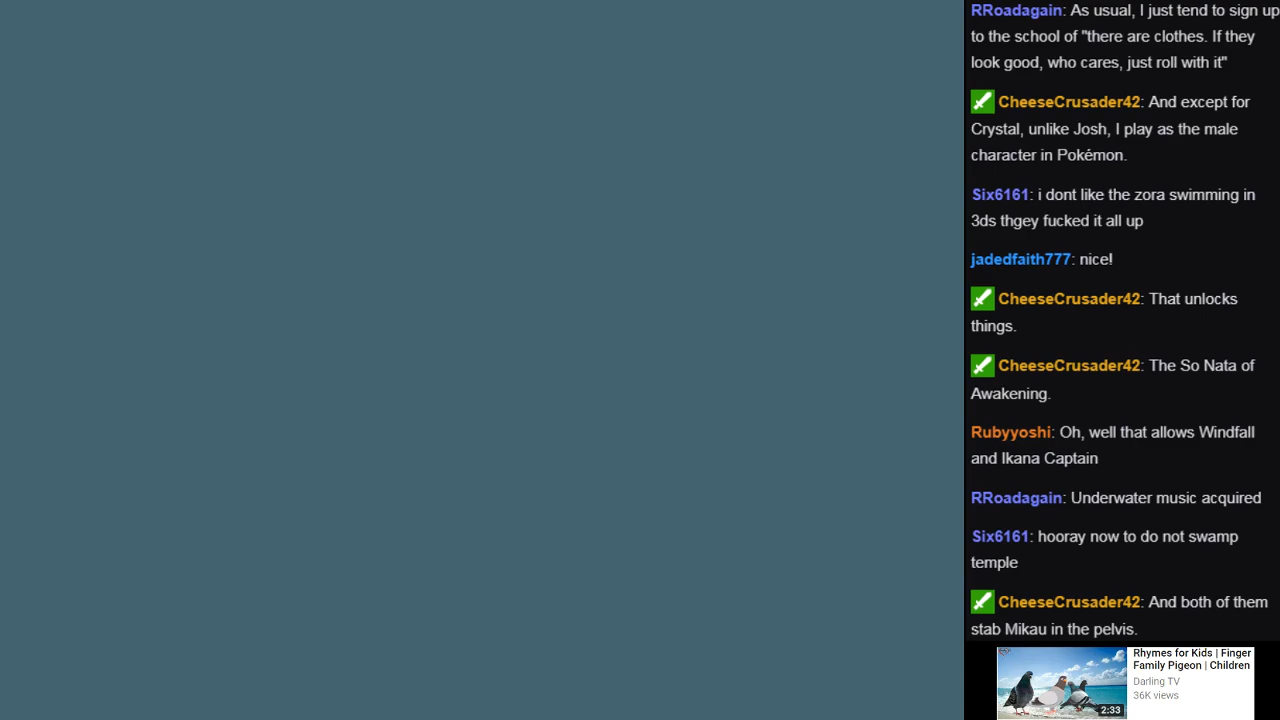 RRoadagain: As usual, I just tend to sign up
to the school of "there are clothes. If they
look good, who cares, just roll with it"
CheeseCrusader42: And except for
Crystal, unlike Josh, I play as the male
character in Pokémon.
Six6161: i dont like the zora swimming in
3ds thgey fucked it all up
jadedfaith777: nice!
CheeseCrusader42: That unlocks
things.
CheeseCrusader42: The So Nata of
Awakening.
Rubyyoshi: Oh, well that allows Windfall
and Ikana Captain
RRoadagain: Underwater music acquired
Six6161: hooray now to do not swamp
temple
CheeseCrusader42: And both of them
stab Mikau in the pelvis.
Rhymes for Kids | Finger
Family Pigeon | Children
Darling TV
36K views
2:33